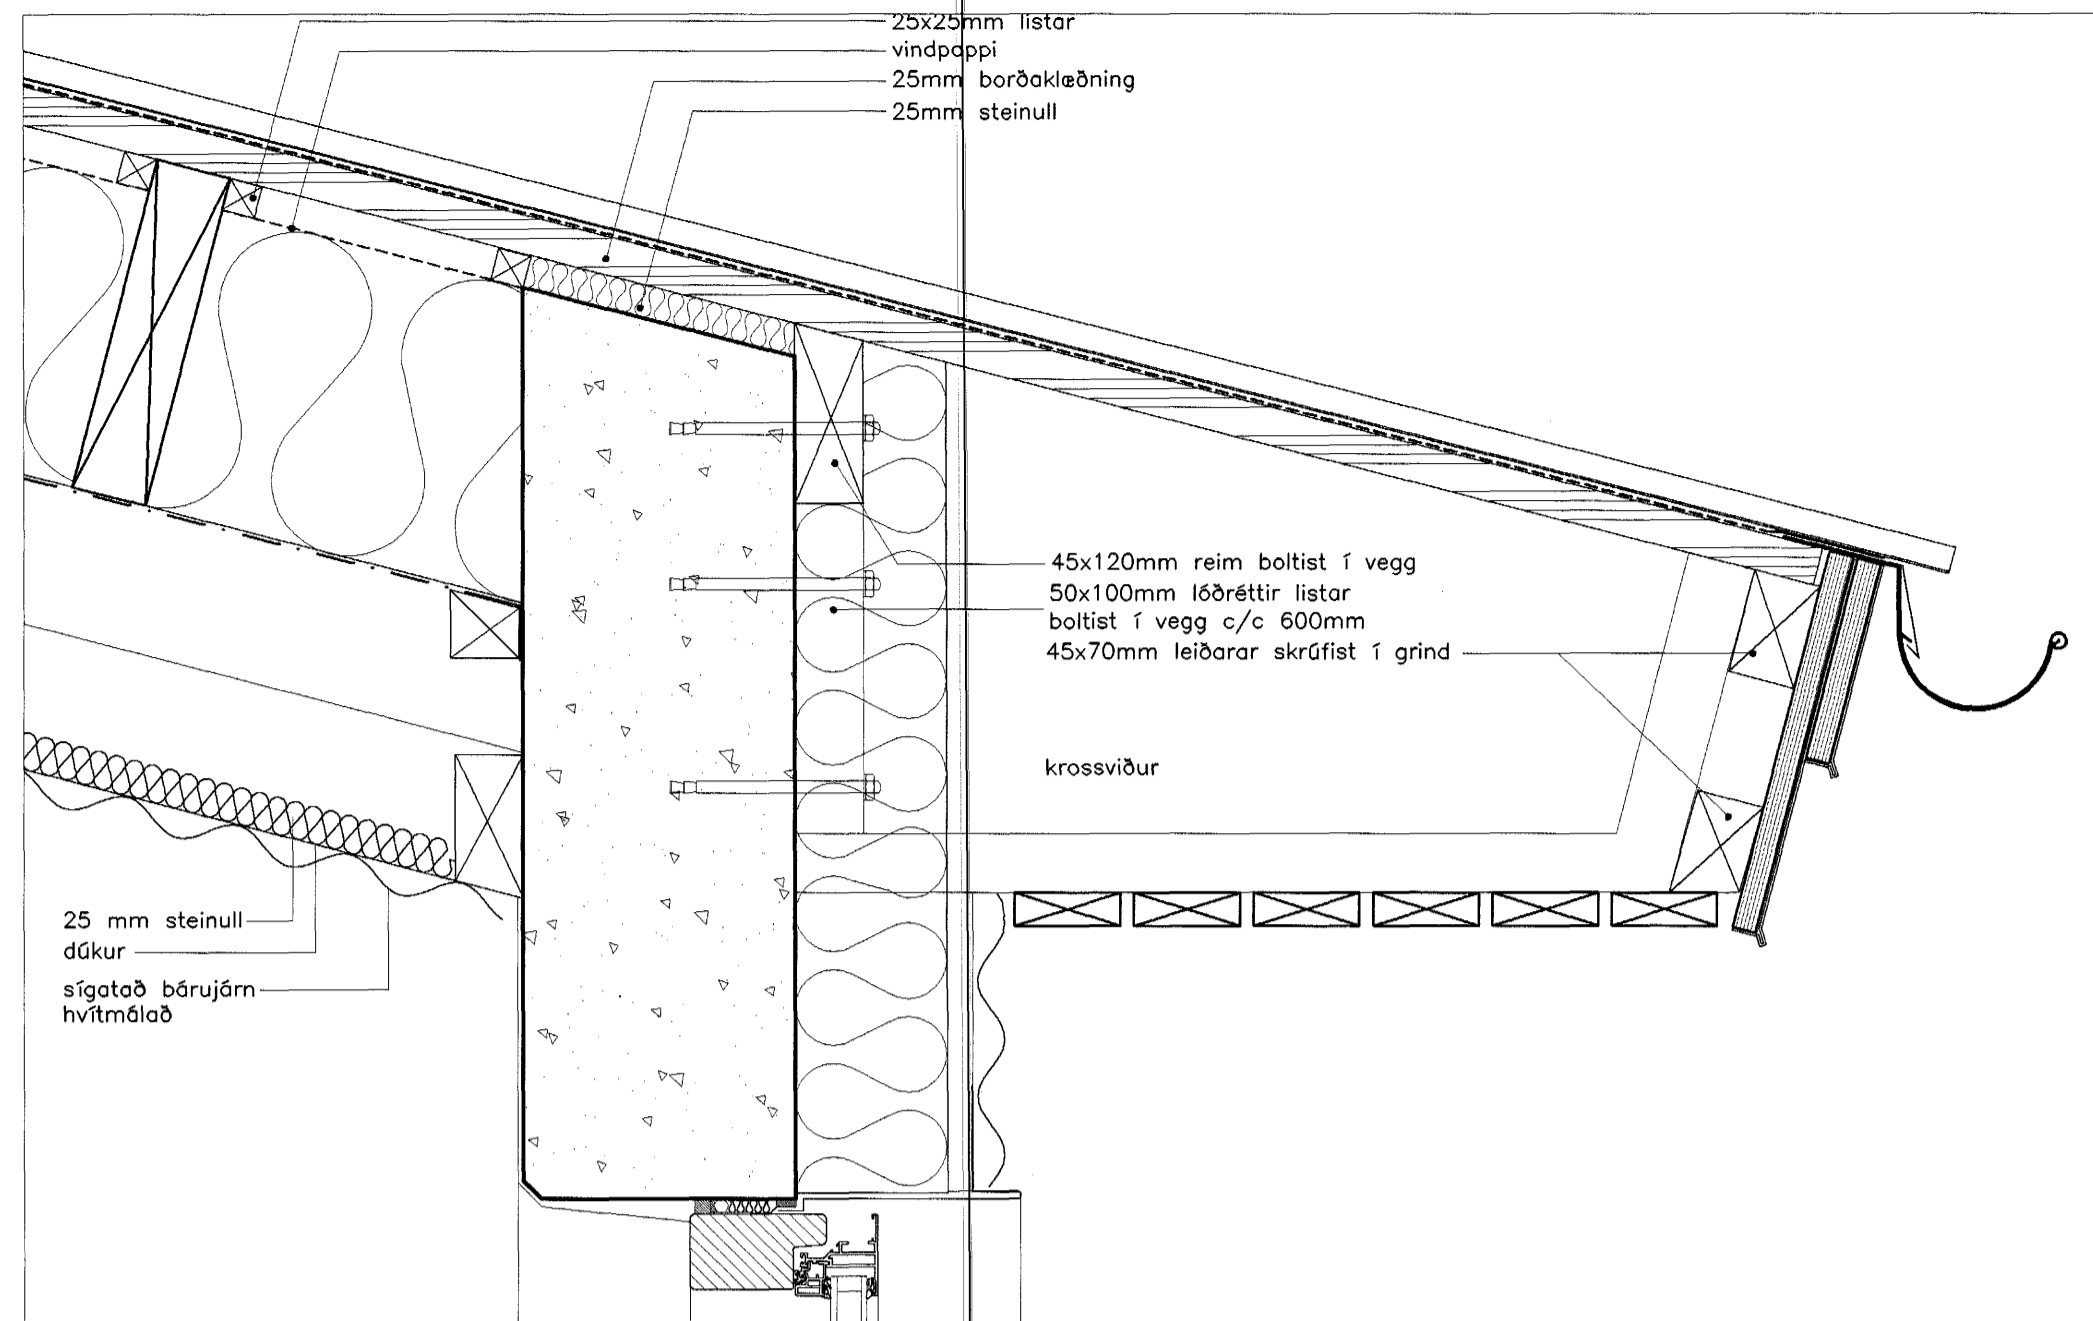 25x25mm listar
vindpappi
25mm borðaklæðning
25mm steinull
45x120mm reim boltist í vegg
50x100mm lóðréttir listar
boltist í vegg c/c 600mm
45x70mm leiðarar skrúfist í grind
krossviður
25 mm steinull
dúkur
sígatað bárujárn
hvítmálað